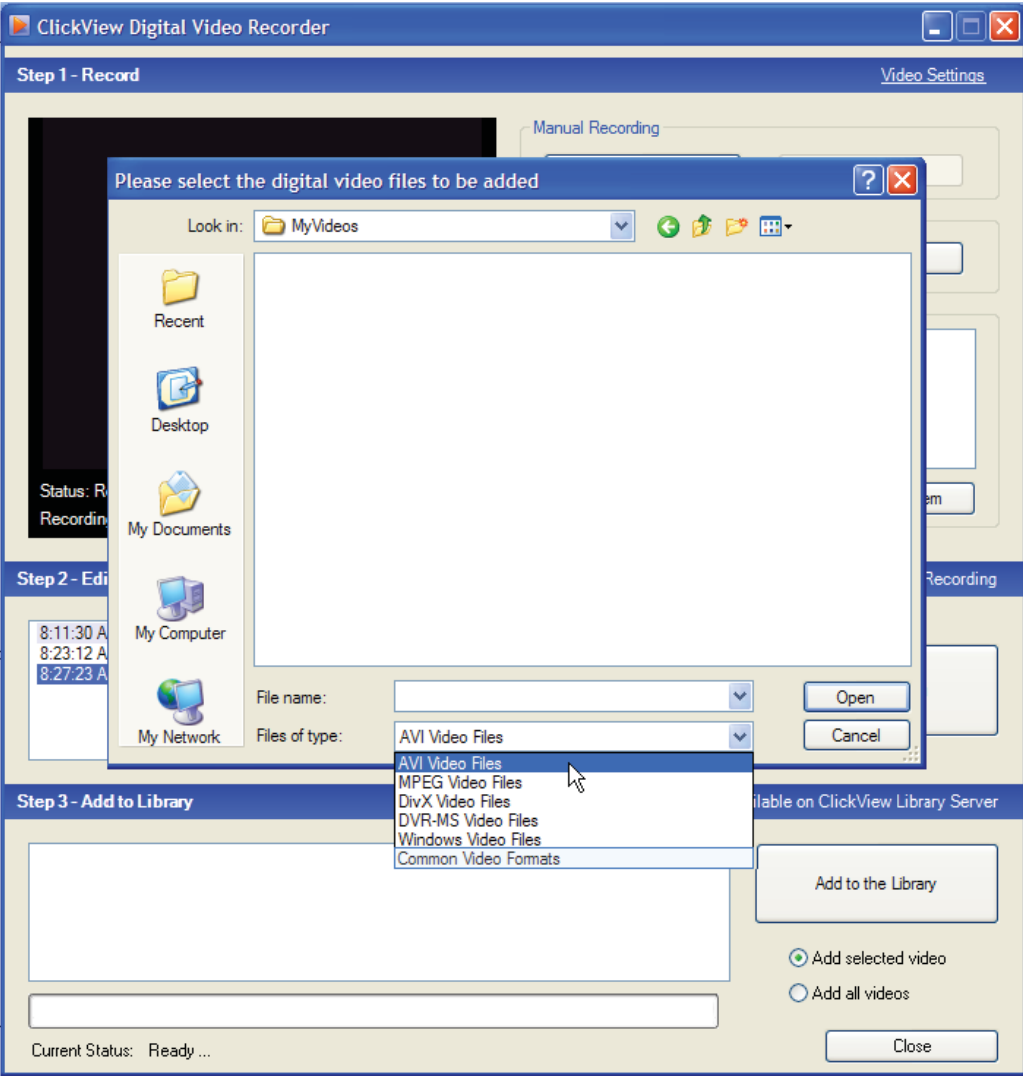 ClickView Digital Video Recorder
Step 1 - Record
Video Settings
Manual Recording
Please select the digital video files to be added
Look in:
MyVideos
Recent
Desktop
My Documents
My Computer
My Network
Status: R
Recordin
em
Step 2 - Edi
Recording
8:11:30 A
8:23:12 A
8:27:23 A
File name:
Open
Files of type:
AVI Video Files
Cancel
AVI Video Files
MPEG Video Files
DivX Video Files
DVR-MS Video Files
Windows Video Files
Common Video Formats
Step 3 - Add to Library
ilable on ClickView Library Server
Add to the Library
Add selected video
Add all videos
Current Status: Ready ...
Close